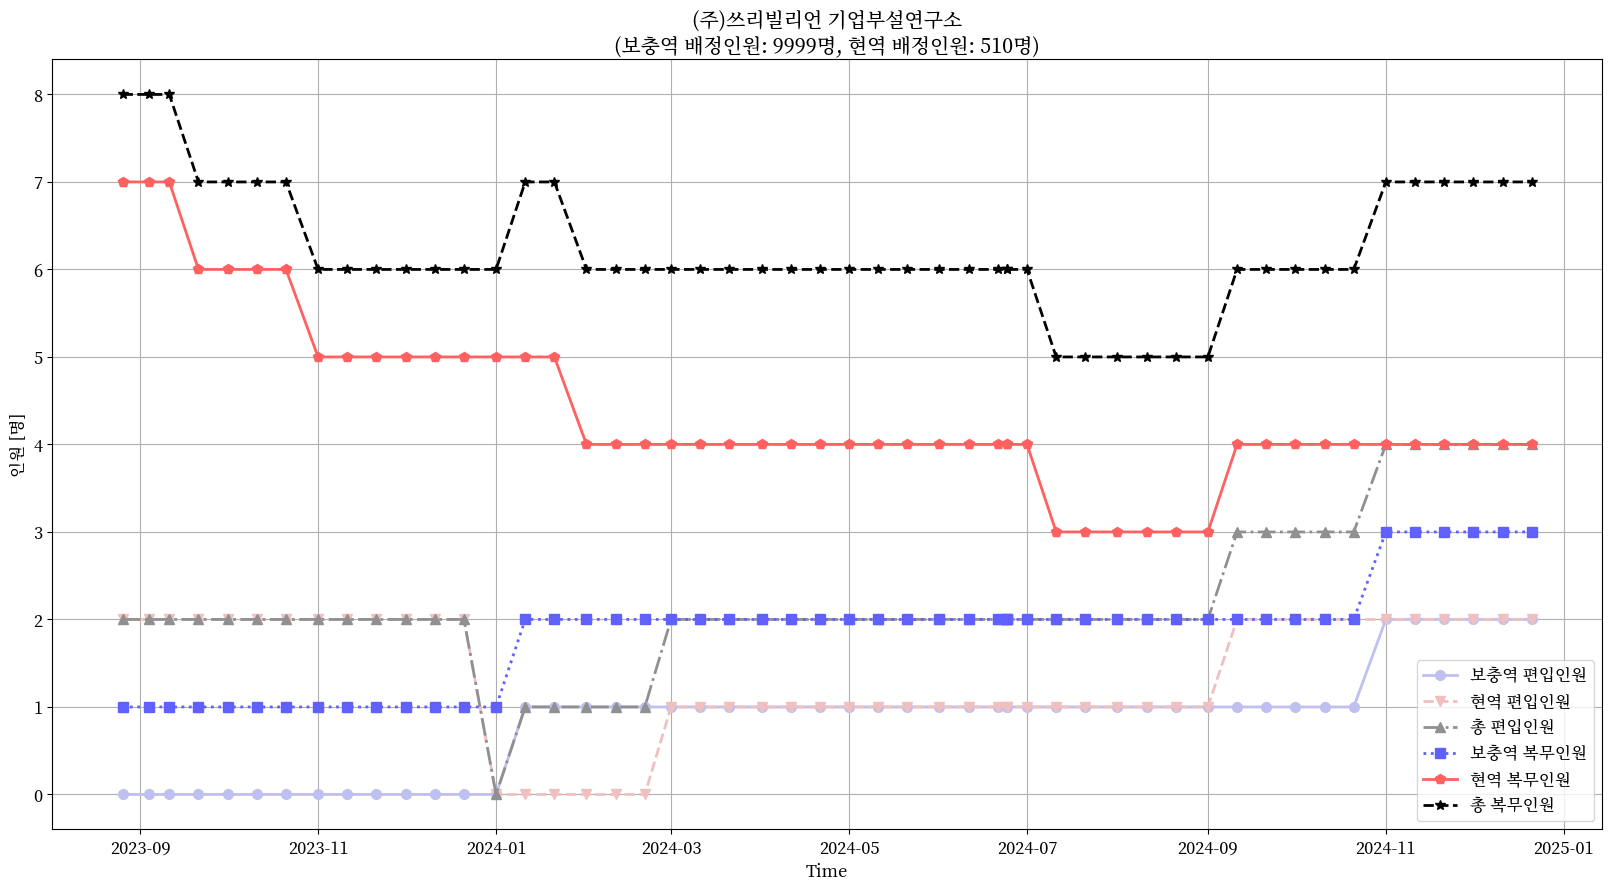 (주)쓰리빌리언 기업부설연구소
(보충역 배정인원: 9999명, 현역 배정인원: 510명)
인원 [명]
8
7
6
5
4
3
2
1
0
2023-09
2023-11
2024-01
2024-03
2024-05
2024-07
2024-09
2024-11
2025-01
Time
보충역 편입인원
현역 편입인원
총 편입인원
보충역 복무인원
현역 복무인원
총 복무인원